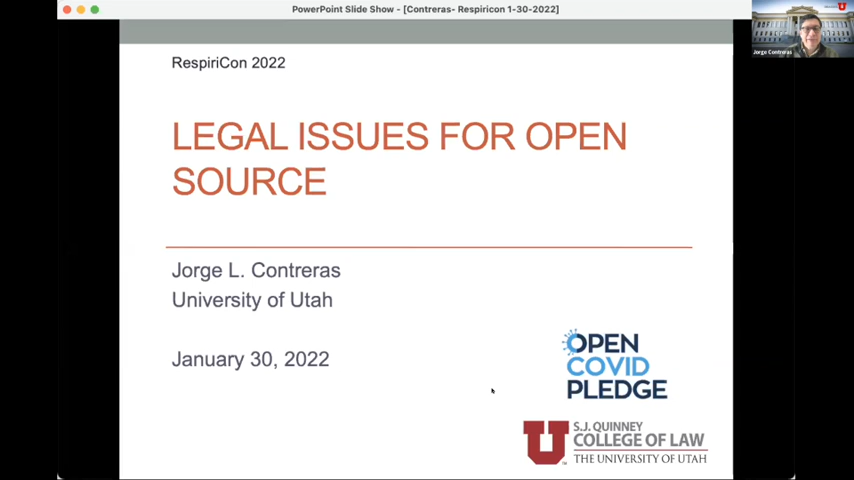 PowerPoint Slide Show - [Contreras- Respiricon 1-30-2022]
Jorge Contreras
RespiriCon 2022
LEGAL ISSUES FOR OPEN
SOURCE
Jorge L. Contreras
University of Utah
January 30, 2022
OPEN
COVID
PLEDGE
S.J. QUINNEY
COLLEGE OF LAW
THE UNIVERSITY OF UTAH